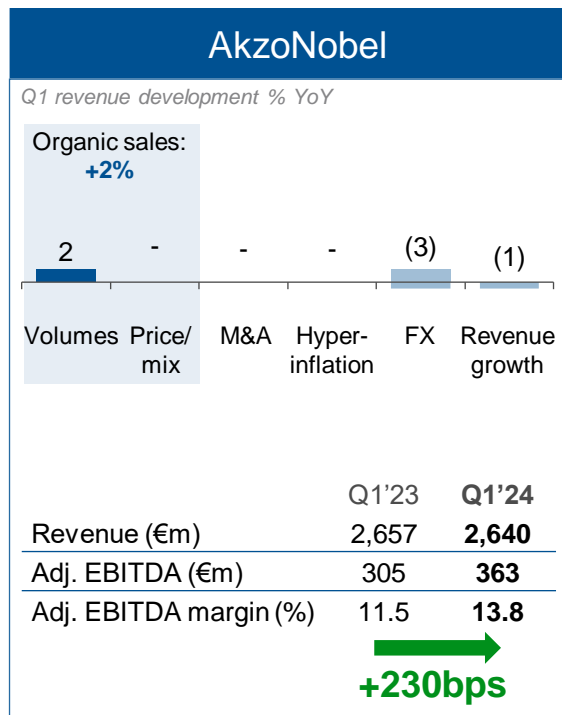 AkzoNobel
Q1 revenue development % YoY
Organic sales:
+2%
2 - - - (3) (1)
Volumes Price/ M&A Hyper- FX Revenue
mix inflation growth
Q1’23 Q1’24
Revenue (€m) 2,657 2,640
Adj. EBITDA (€m) 305 363
Adj. EBITDA margin (%) 11.5 13.8
+230bps